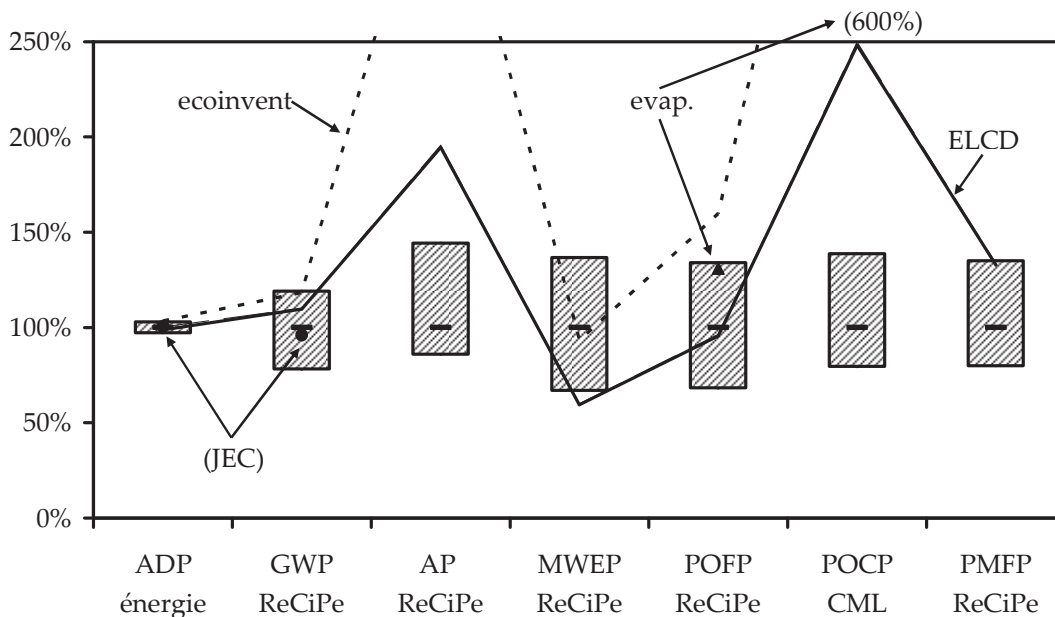 (600%)
250%
ecoinvent
evap.
200%
ELCD
150%
100%
50%
(JEC)
0%
ADP
énergie
GWP
ReCiPe
AP
ReCiPe
MWEP
ReCiPe
POFP
ReCiPe
POCP
CML
PMFP
ReCiPe